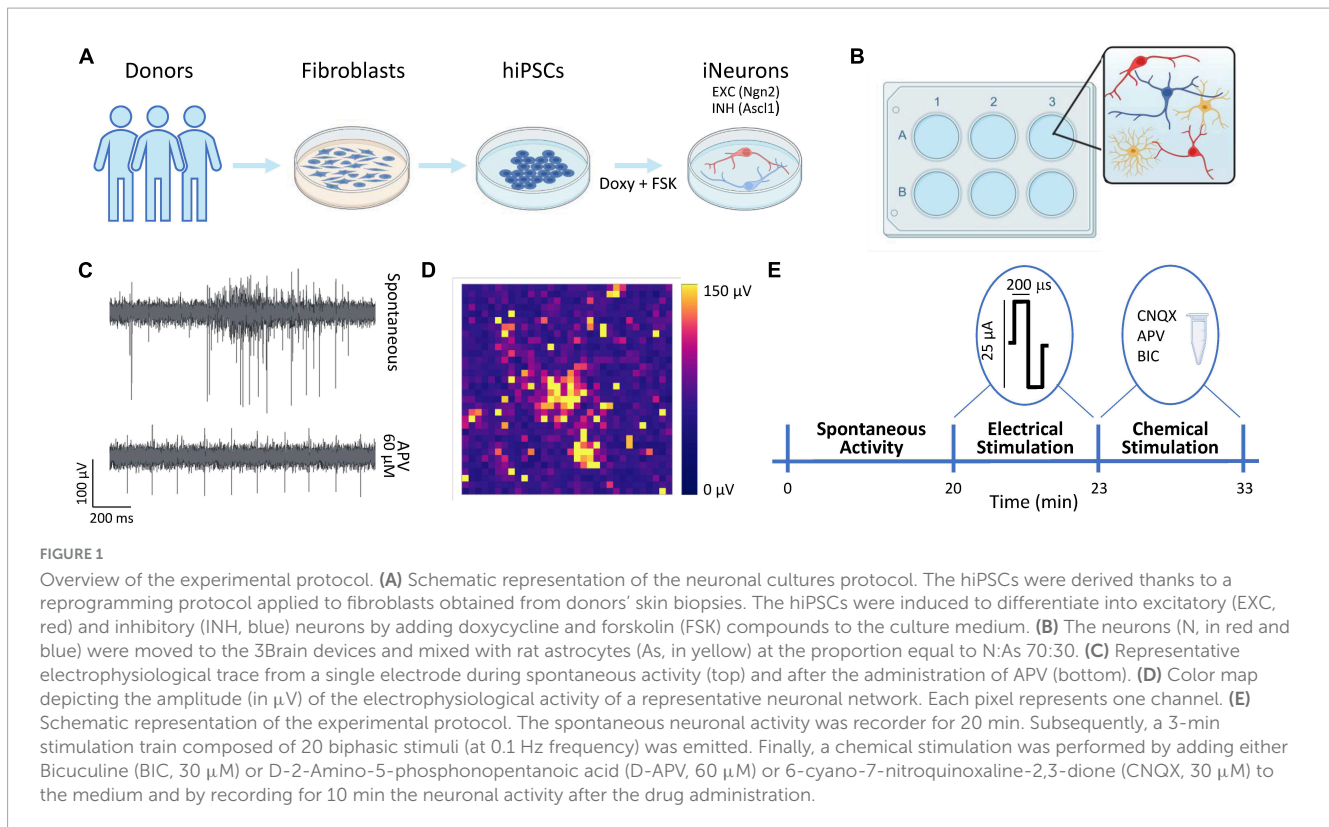 A
Donors
Fibroblasts
hiPSCs
iNeurons
EXC (Ngn2)
INH (Ascl1)
Doxy + FSK
B
1 2 3
A
B
C
Spontaneous
APV
60 μM
100 μV
200 ms
D
150 μV
0 μV
E
200 μs
25 μA
CNQX
APV
BIC
Spontaneous
Activity
Electrical
Stimulation
Chemical
Stimulation
0 20 23 33
Time (min)
FIGURE 1
Overview of the experimental protocol. (A) Schematic representation of the neuronal cultures protocol. The hiPSCs were derived thanks to a
reprogramming protocol applied to fibroblasts obtained from donors’ skin biopsies. The hiPSCs were induced to differentiate into excitatory (EXC,
red) and inhibitory (INH, blue) neurons by adding doxycycline and forskolin (FSK) compounds to the culture medium. (B) The neurons (N, in red and
blue) were moved to the 3Brain devices and mixed with rat astrocytes (As, in yellow) at the proportion equal to N:As 70:30. (C) Representative
electrophysiological trace from a single electrode during spontaneous activity (top) and after the administration of APV (bottom). (D) Color map
depicting the amplitude (in μV) of the electrophysiological activity of a representative neuronal network. Each pixel represents one channel. (E)
Schematic representation of the experimental protocol. The spontaneous neuronal activity was recorder for 20 min. Subsequently, a 3-min
stimulation train composed of 20 biphasic stimuli (at 0.1 Hz frequency) was emitted. Finally, a chemical stimulation was performed by adding either
Bicuculine (BIC, 30 μM) or D-2-Amino-5-phosphonopentanoic acid (D-APV, 60 μM) or 6-cyano-7-nitroquinoxaline-2,3-dione (CNQX, 30 μM) to
the medium and by recording for 10 min the neuronal activity after the drug administration.